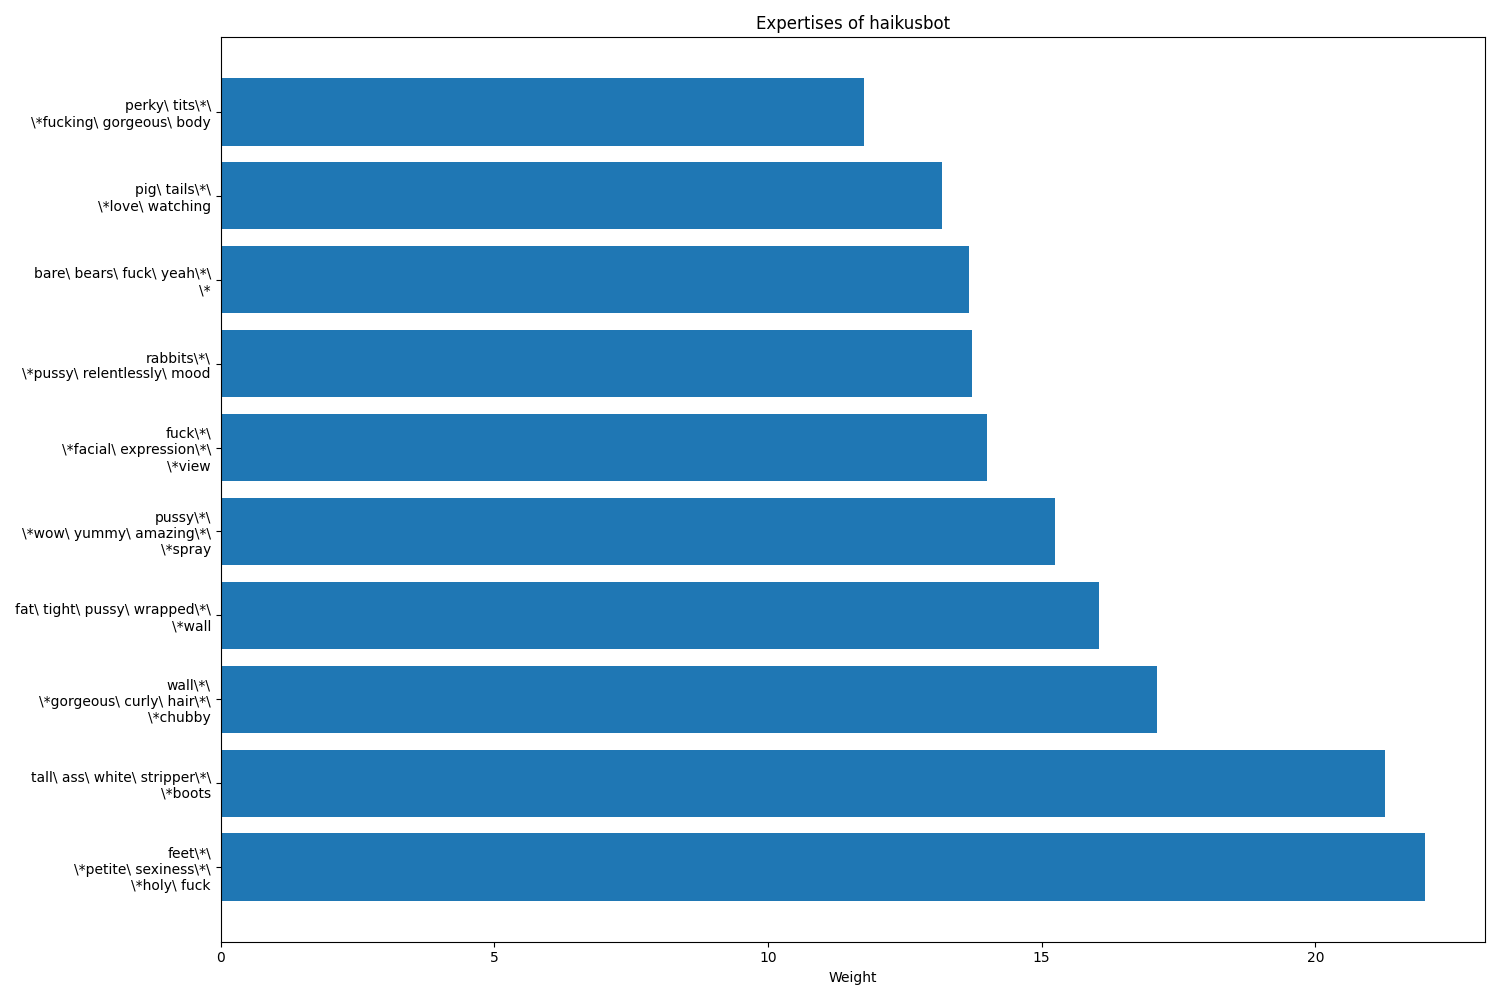 Expertises of haikusbot
perky\ tits\*\
\*fucking\ gorgeous\ body
pig\ tails\*\
\*love\ watching
bare\ bears\ fuck\ yeah\*\
\*
rabbits\*\
\*pussy\ relentlessly\ mood
fuck\*\
\*facial\ expression\*\
\*view
pussy\*\
\*wow\ yummy\ amazing\*\
\*spray
fat\ tight\ pussy\ wrapped\*\
\*wall
wall\*\
\*gorgeous\ curly\ hair\*\
\*chubby
tall\ ass\ white\ stripper\*\
\*boots
feet\*\
\*petite\ sexiness\*\
\*holy\ fuck
0 5 10 15 20
Weight